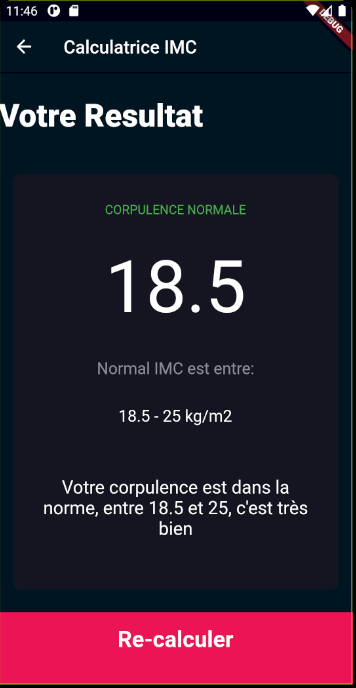 11:46
DEBUG
Calculatrice IMC
Votre Resultat
CORPULENCE NORMALE
18.5
Normal IMC est entre:
18.5 - 25 kg/m2
Votre corpulence est dans la
norme, entre 18.5 et 25, c'est très
bien
Re-calculer